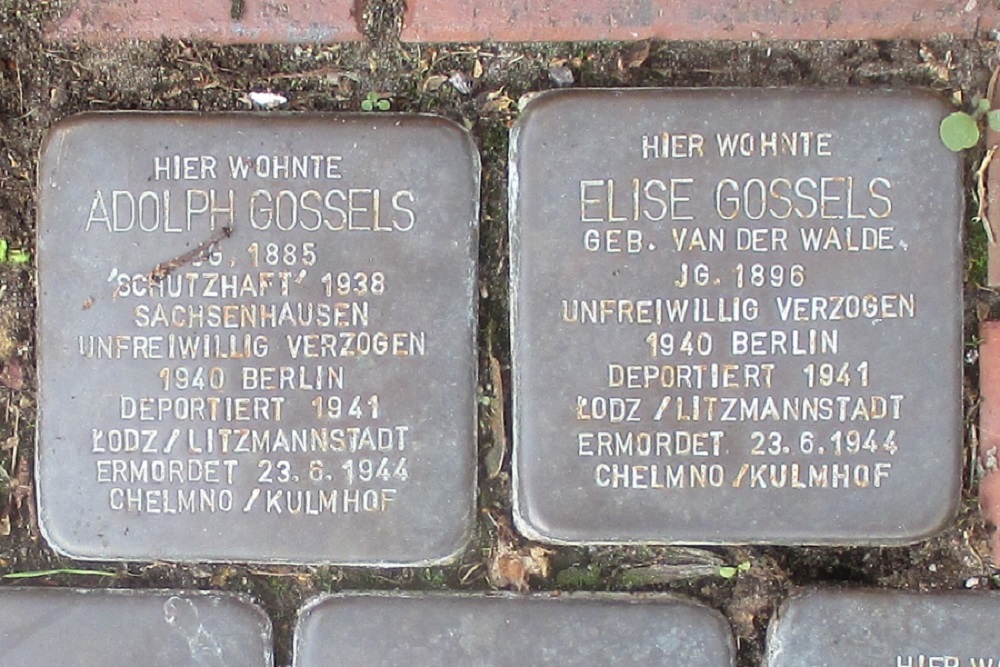 HIER WOHNTE
ADOLPH GOSSELS
JG. 1885
'SCHUTZHAFT' 1938
SACHSENHAUSEN
UNFREIWILLIG VERZOGEN
1940 BERLIN
DEPORTIERT 1941
ŁODZ/LITZMANNSTADT
ERMORDET 23.6.1944
CHELMNO/KULMHOF
HIER WOHNTE
ELISE GOSSELS
GEB. VAN DER WALDE
JG. 1896
UNFREIWILLIG VERZOGEN
1940 BERLIN
DEPORTIERT 1941
ŁODZ/LITZMANNSTADT
ERMORDET 23.6.1944
CHELMNO/KULMHOF
HIER